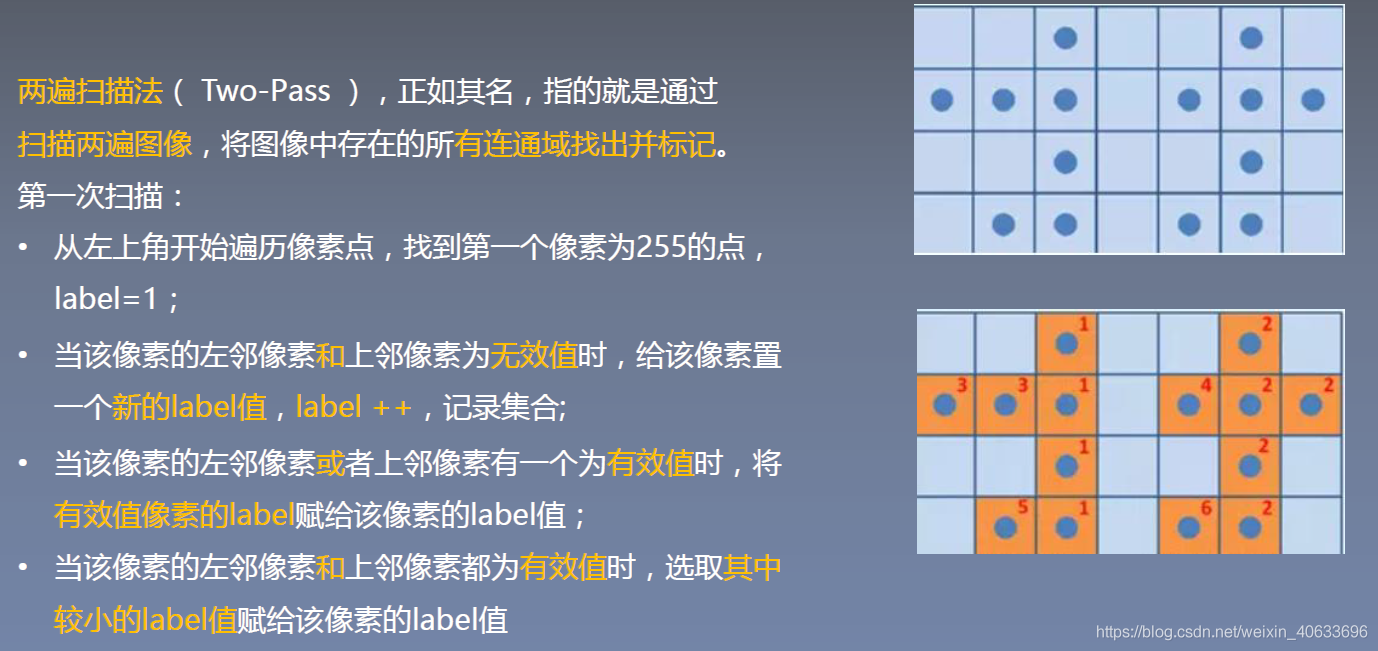 两遍扫描法（ Two-Pass ），正如其名，指的就是通过
扫描两遍图像，将图像中存在的所有连通域找出并标记。
第一次扫描：
• 从左上角开始遍历像素点，找到第一个像素为255的点，
label=1；
• 当该像素的左邻像素和上邻像素为无效值时，给该像素置
一个新的label值，label ++，记录集合;
• 当该像素的左邻像素或者上邻像素有一个为有效值时，将
有效值像素的label赋给该像素的label值；
• 当该像素的左邻像素和上邻像素都为有效值时，选取其中
较小的label值赋给该像素的label值
1 2
3 3 1 4 2 2
1 2
5 1 6 2
https://blog.csdn.net/weixin_40633696